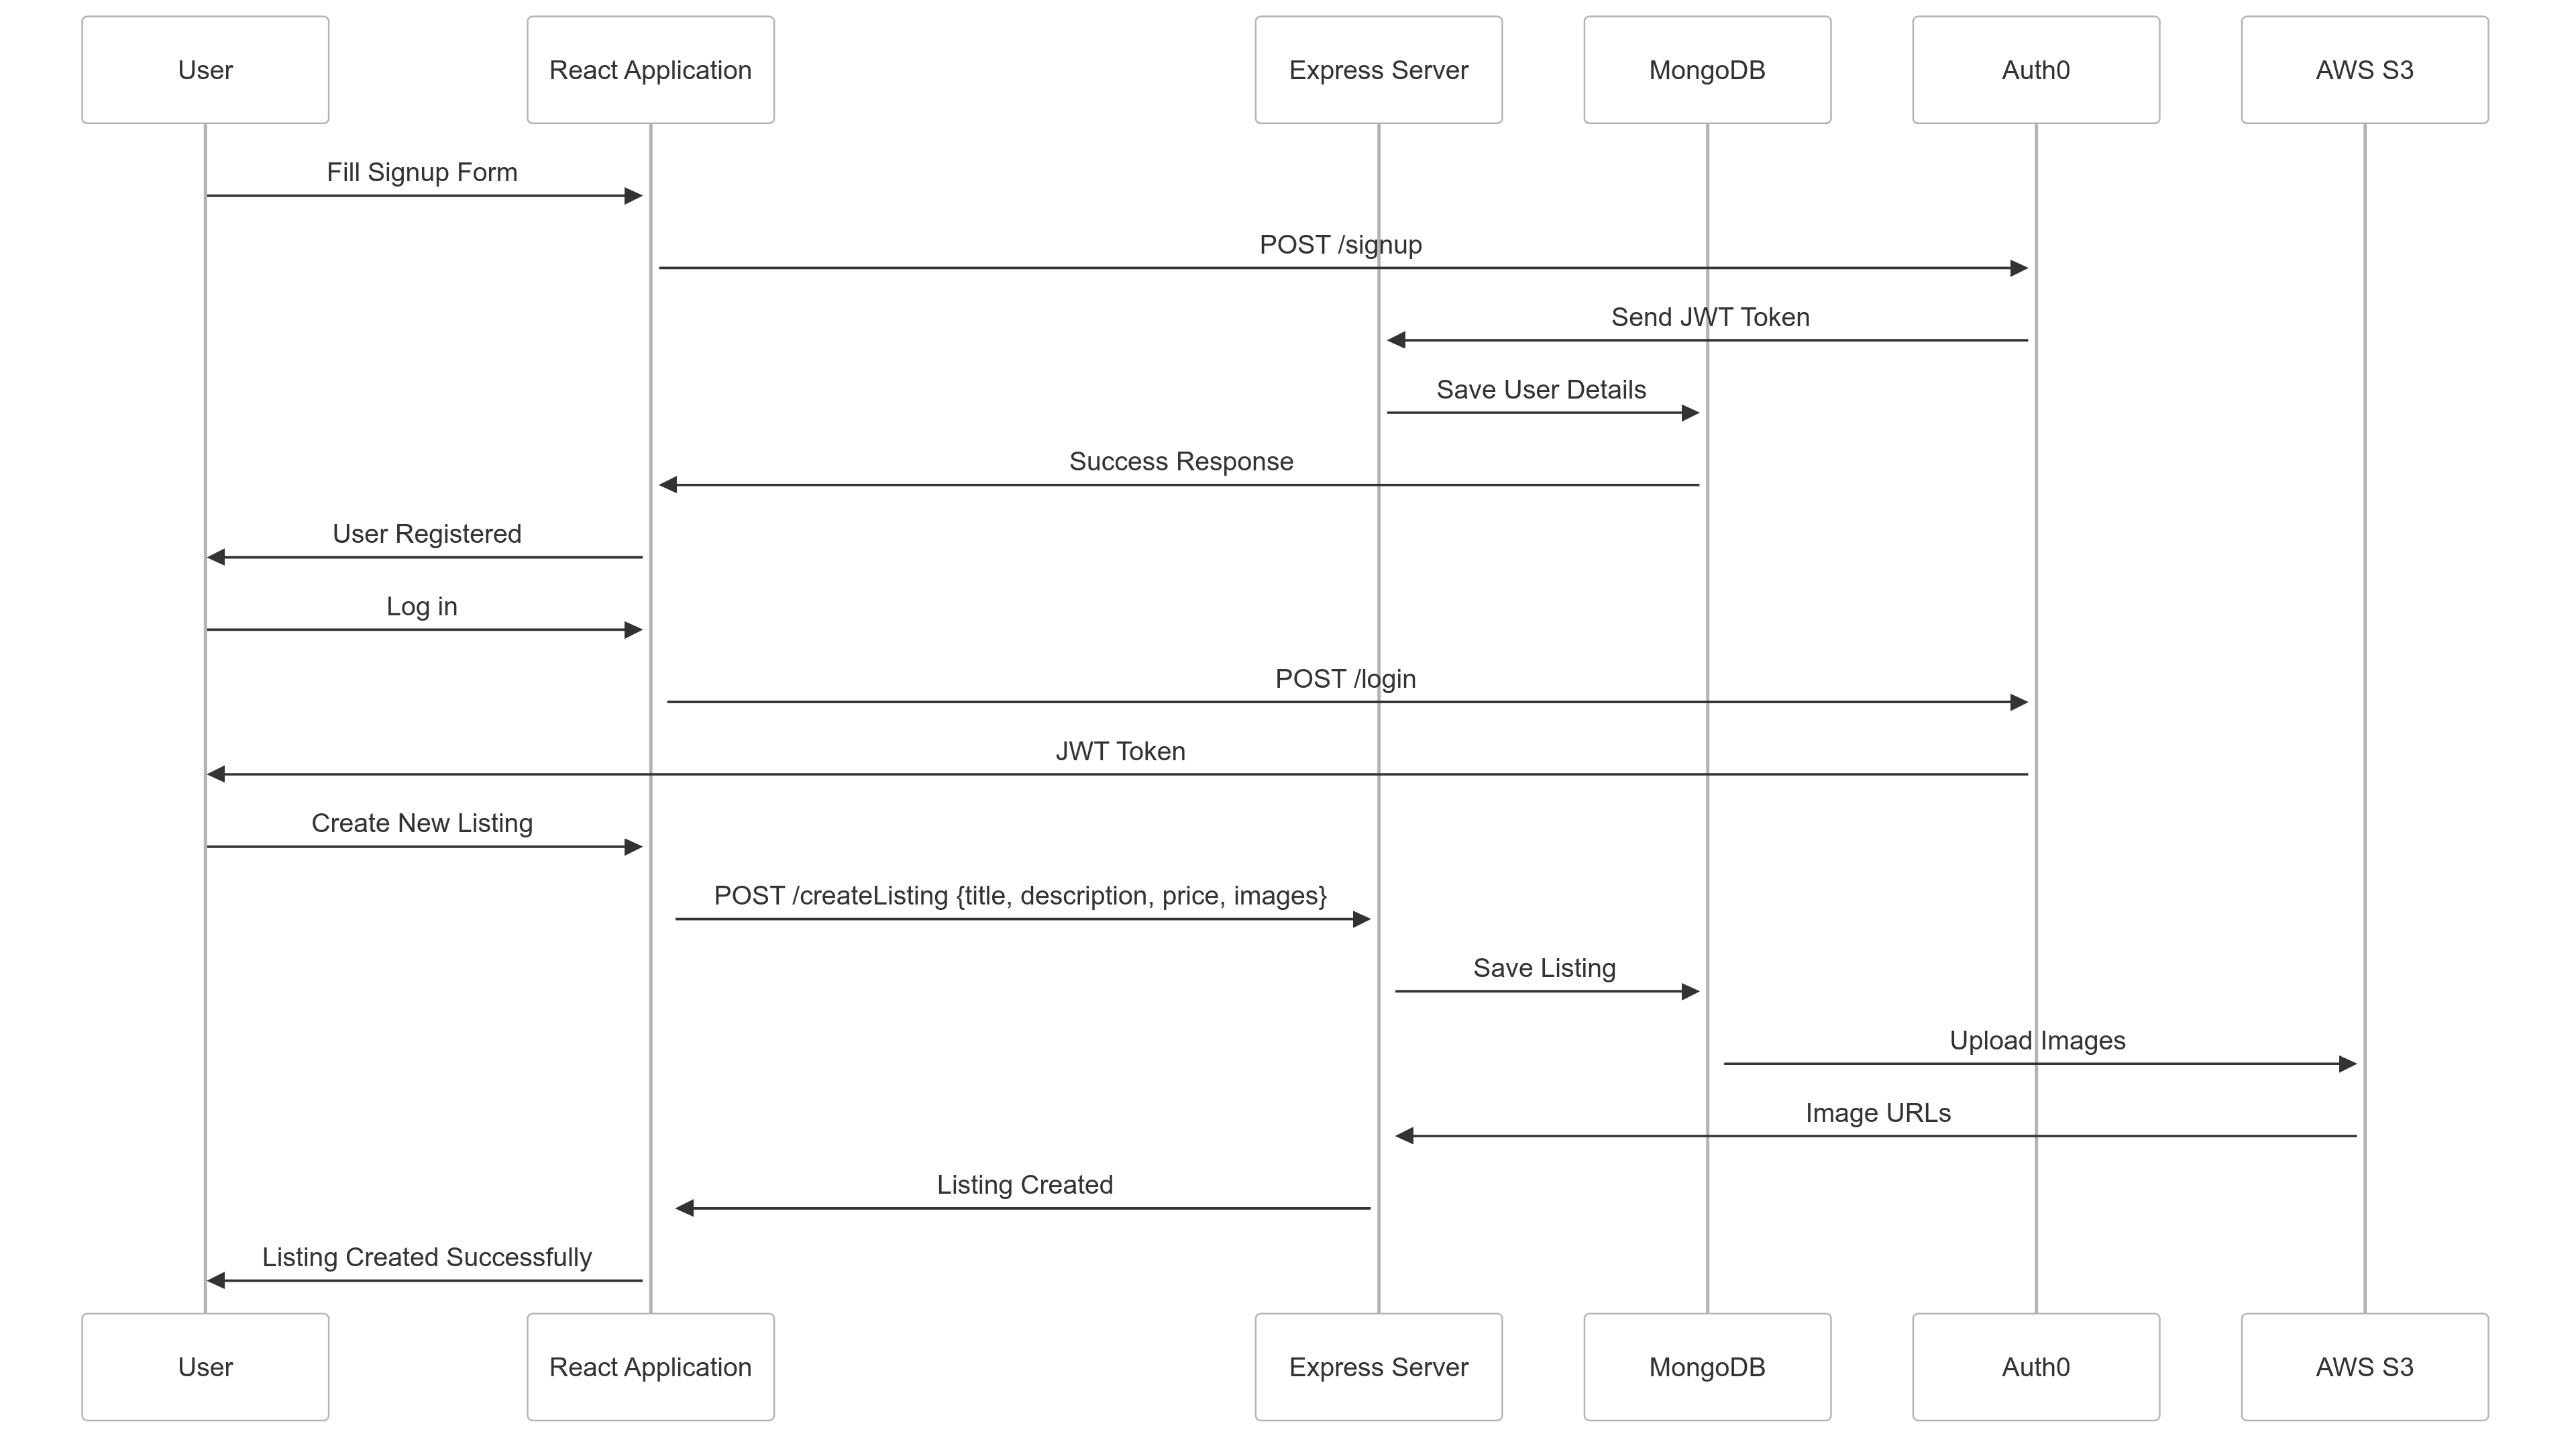 User
React Application
Express Server
MongoDB
Auth0
AWS S3
Fill Signup Form
POST /signup
Send JWT Token
Save User Details
Success Response
User Registered
Log in
POST /login
JWT Token
Create New Listing
POST /createListing {title, description, price, images}
Save Listing
Upload Images
Image URLs
Listing Created
Listing Created Successfully
User
React Application
Express Server
MongoDB
Auth0
AWS S3